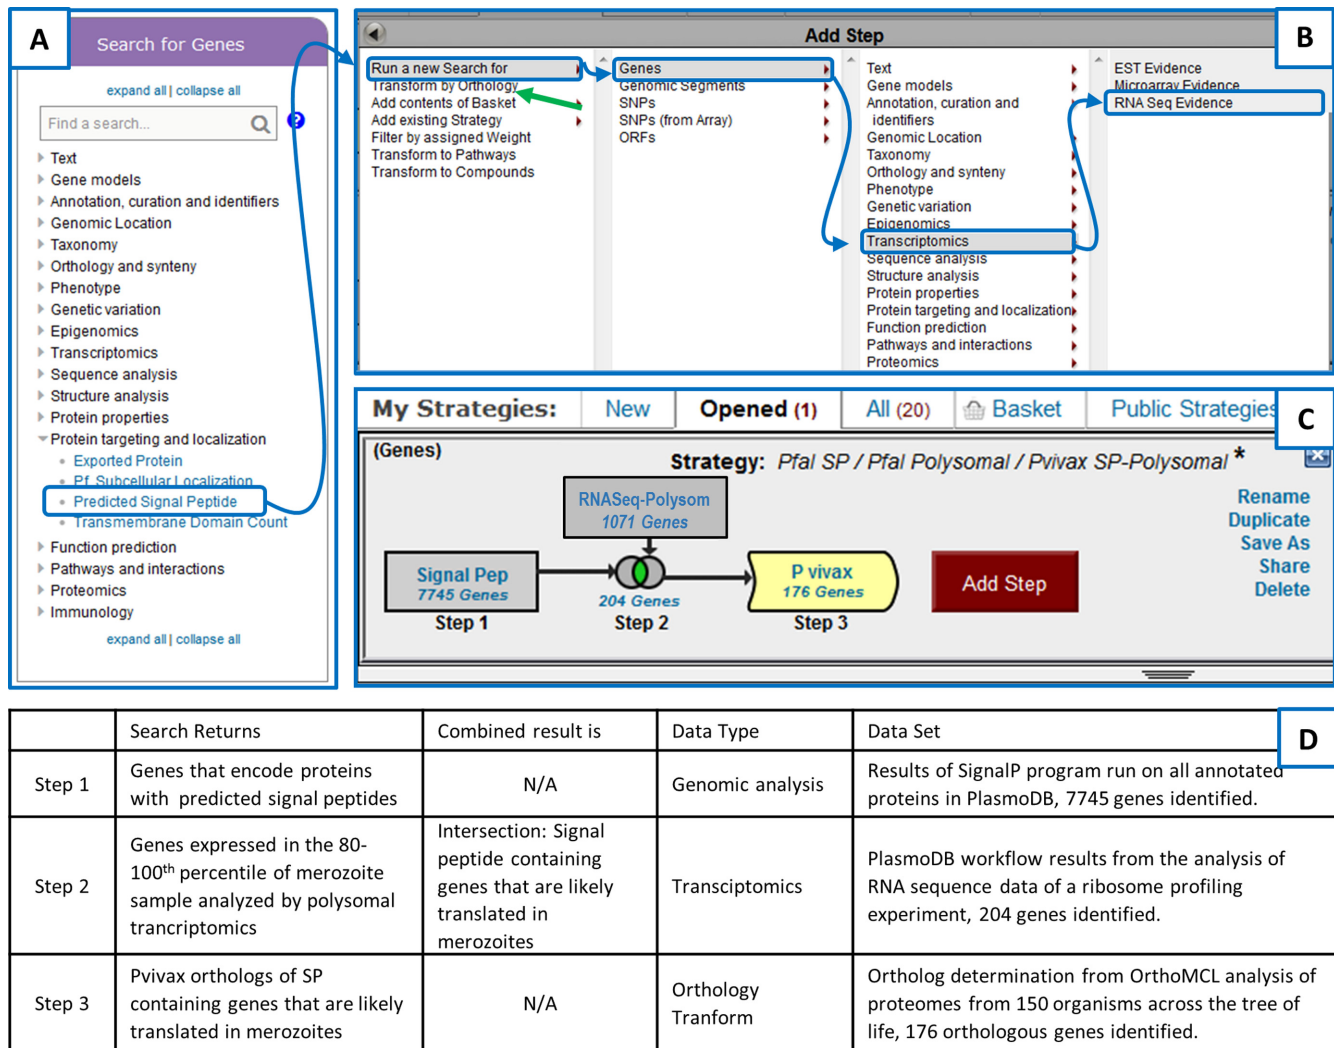 A
Search for Genes
expand all | collapse all
Find a search...
?
Text
Gene models
Annotation, curation and identifiers
Genomic Location
Taxonomy
Orthology and synteny
Phenotype
Genetic variation
Epigenomics
Transcriptomics
Sequence analysis
Structure analysis
Protein properties
Protein targeting and localization
Exported Protein
P.f. Subcellular Localization
Predicted Signal Peptide
Transmembrane Domain Count
Function prediction
Pathways and interactions
Proteomics
Immunology
expand all | collapse all
Add Step
B
Run a new Search for
Transform by Orthology
Add contents of Basket
Add existing Strategy
Filter by assigned Weight
Transform to Pathways
Transform to Compounds
Genes
Genomic Segments
SNPs
SNPs (from Array)
ORFs
Text
Gene models
Annotation, curation and
identifiers
Genomic Location
Taxonomy
Orthology and synteny
Phenotype
Genetic variation
Epigenomics
Transcriptomics
Sequence analysis
Structure analysis
Protein properties
Protein targeting and localization
Function prediction
Pathways and interactions
Proteomics
EST Evidence
Microarray Evidence
RNA Seq Evidence
My Strategies: New Opened (1) All (20) Basket Public Strategies
C
(Genes)
Strategy: Pfal SP / Pfal Polysomal / Pvivax SP-Polysomal *
Rename
Duplicate
Save As
Share
Delete
RNASeq-Polysom
1071 Genes
Signal Pep
7745 Genes
Step 1
204 Genes
Step 2
P vivax
176 Genes
Step 3
Add Step
D
Search Returns
Combined result is
Data Type
Data Set
Step 1
Genes that encode proteins
with predicted signal peptides
N/A
Genomic analysis
Results of SignalP program run on all annotated
proteins in PlasmoDB, 7745 genes identified.
Step 2
Genes expressed in the 80-
100th percentile of merozoite
sample analyzed by polysomal
trancriptomics
Intersection: Signal
peptide containing
genes that are likely
translated in
merozoites
Transciptomics
PlasmoDB workflow results from the analysis of
RNA sequence data of a ribosome profiling
experiment, 204 genes identified.
Step 3
Pvivax orthologs of SP
containing genes that are likely
translated in merozoites
N/A
Orthology
Tranform
Ortholog determination from OrthoMCL analysis of
proteomes from 150 organisms across the tree of
life, 176 orthologous genes identified.